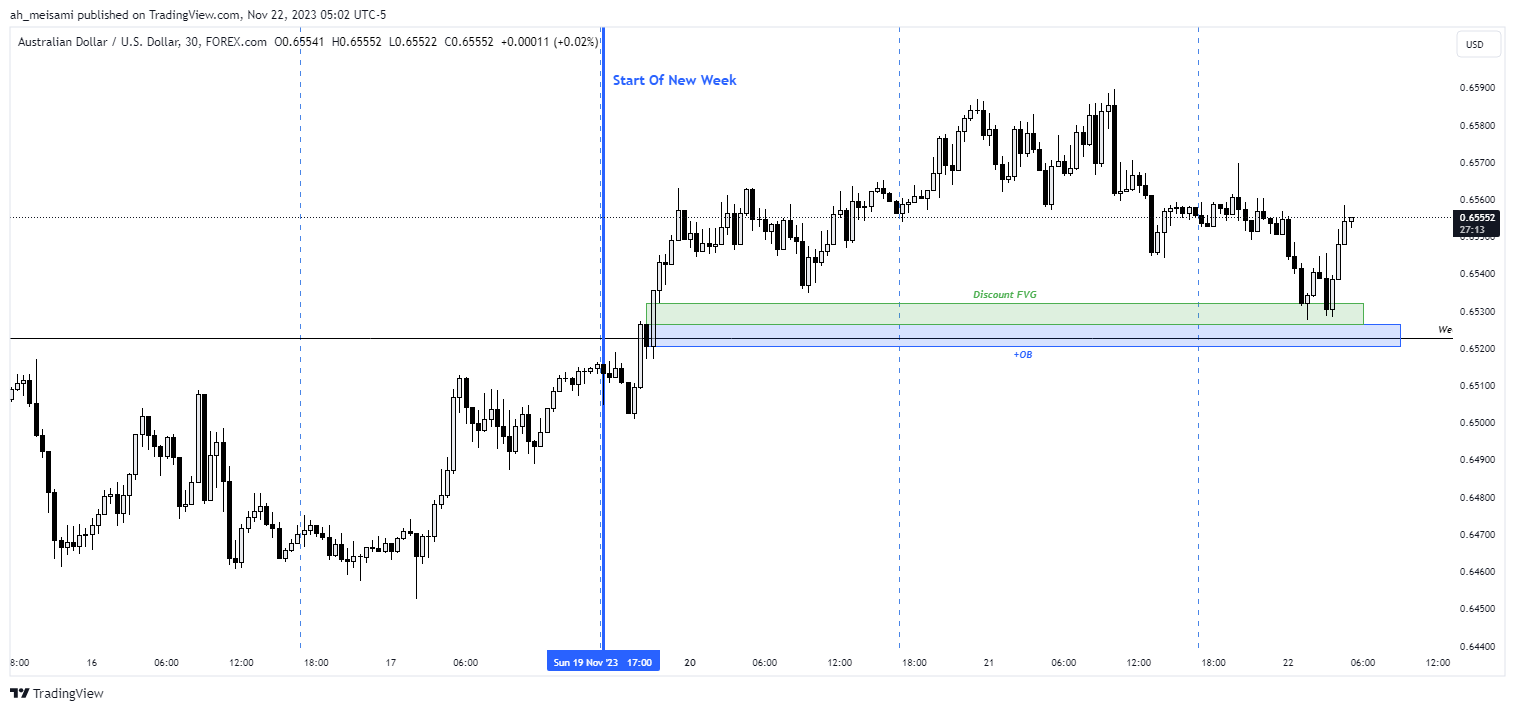 ah_meisami published on TradingView.com, Nov 22, 2023 05:02 UTC-5
Australian Dollar / U.S. Dollar, 30, FOREX.com O0.65541 H0.65552 L0.65522 C0.65552 +0.00011 (+0.02%)
USD
Start Of New Week
0.65900
0.65800
0.65700
0.65600
0.65552
27:13
0.65400
Discount FVG
0.65300
We
0.65200
+OB
0.65100
0.65000
0.64900
0.64800
0.64700
0.64600
0.64500
0.64400
8:00 16 06:00 12:00 18:00 17 06:00 Sun 19 Nov '23 17:00 20 06:00 12:00 18:00 21 06:00 12:00 18:00 22 06:00 12:00
TradingView